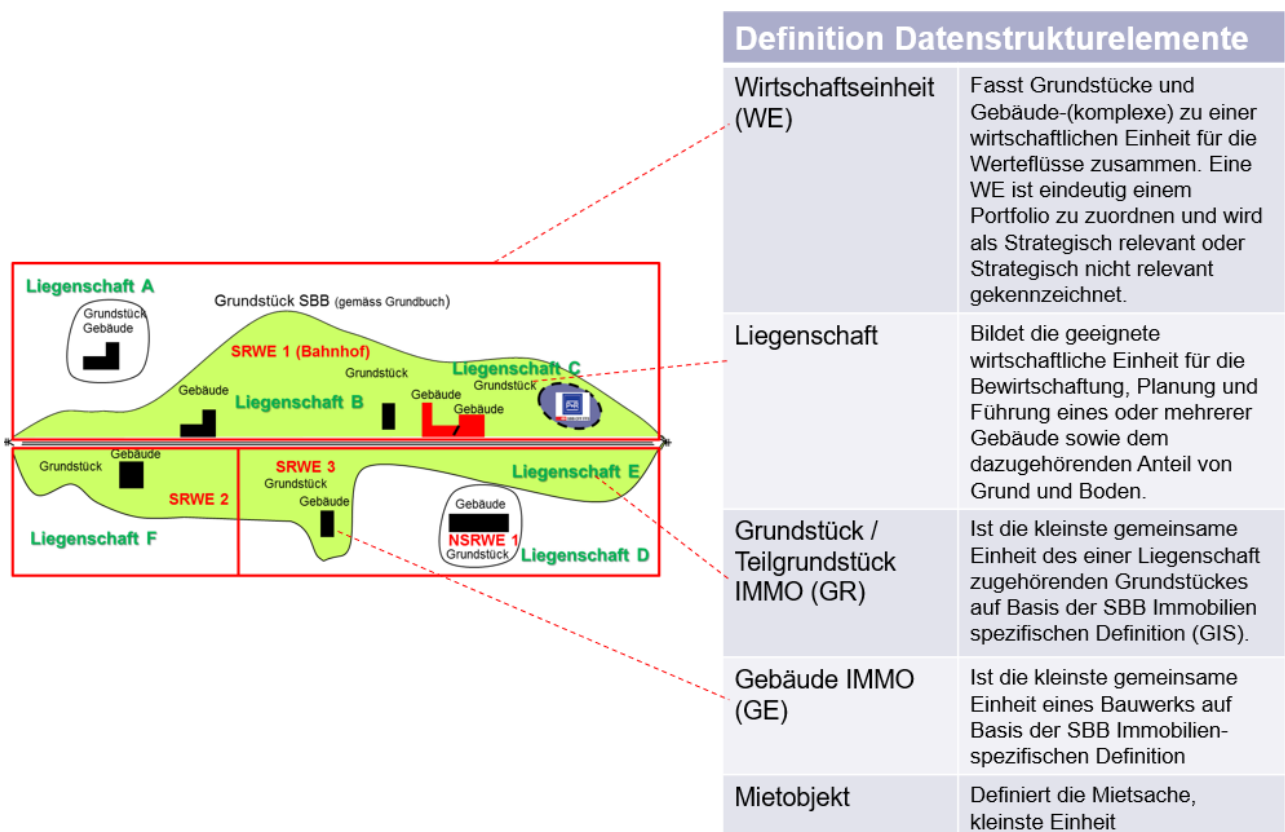 Definition Datenstrukturelemente
Wirtschaftseinheit
(WE)
Fasst Grundstücke und
Gebäude-(komplexe) zu einer
wirtschaftlichen Einheit für die
Werteflüsse zusammen. Eine
WE ist eindeutig einem
Portfolio zu zuordnen und wird
als Strategisch relevant oder
Strategisch nicht relevant
gekennzeichnet.
Liegenschaft
Bildet die geeignete
wirtschaftliche Einheit für die
Bewirtschaftung, Planung und
Führung eines oder mehrerer
Gebäude sowie dem
dazugehörenden Anteil von
Grund und Boden.
Grundstück /
Teilgrundstück
IMMO (GR)
Ist die kleinste gemeinsame
Einheit des einer Liegenschaft
zugehörenden Grundstückes
auf Basis der SBB Immobilien
spezifischen Definition (GIS).
Gebäude IMMO
(GE)
Ist die kleinste gemeinsame
Einheit eines Bauwerks auf
Basis der SBB Immobilien-
spezifischen Definition
Mietobjekt
Definiert die Mietsache,
kleinste Einheit
Liegenschaft A
Grundstück
Gebäude
Grundstück SBB (gemäss Grundbuch)
SRWE 1 (Bahnhof)
Grundstück
Liegenschaft C
Grundstück
Gebäude
Liegenschaft B
Gebäude
Gebäude
Grundstück
Gebäude
SRWE 2
Liegenschaft F
SRWE 3
Grundstück
Gebäude
Liegenschaft E
Gebäude
NSRWE 1
Grundstück
Liegenschaft D